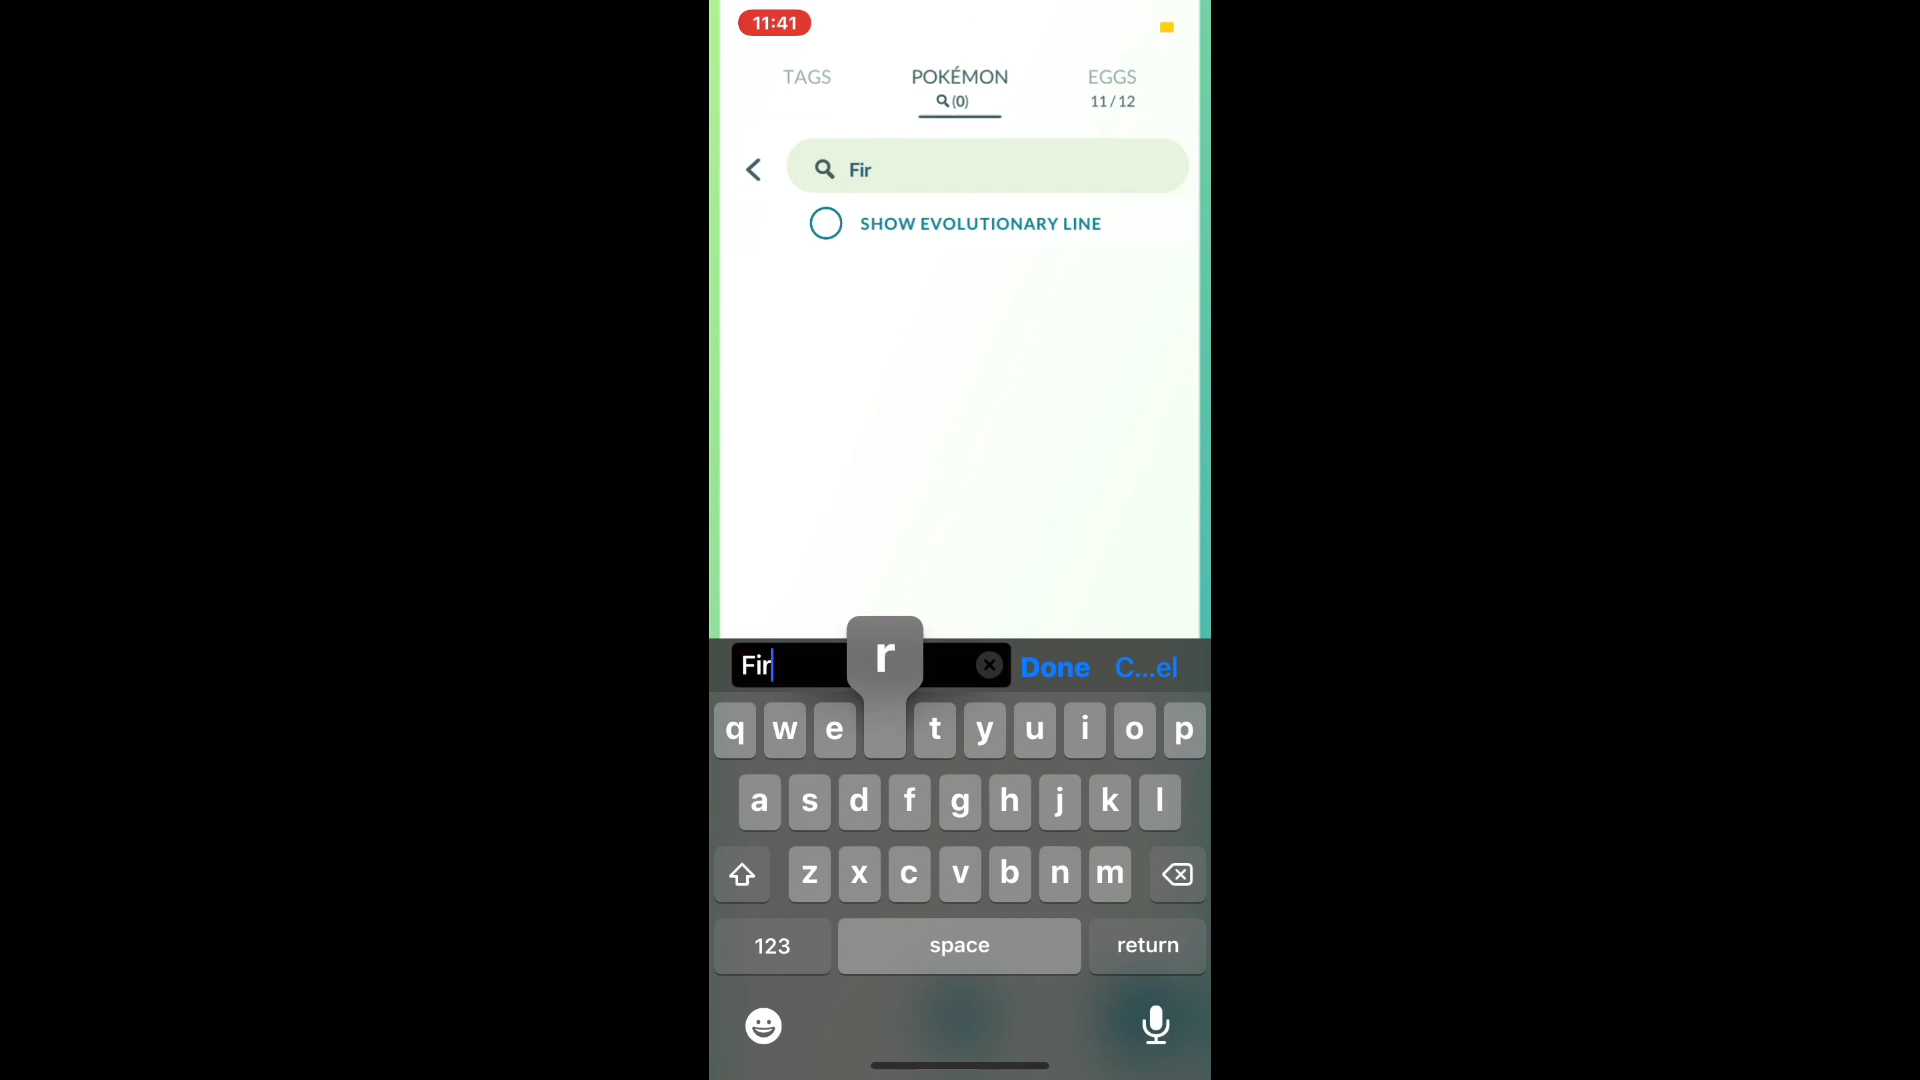 11:41
TAGS
POKÉMON
(0)
EGGS
11/12
Fir
SHOW EVOLUTIONARY LINE
Fir
r
Done
C...el
q w e t y u i o p
a s d f g h j k l
z x c v b n m
123
space
return